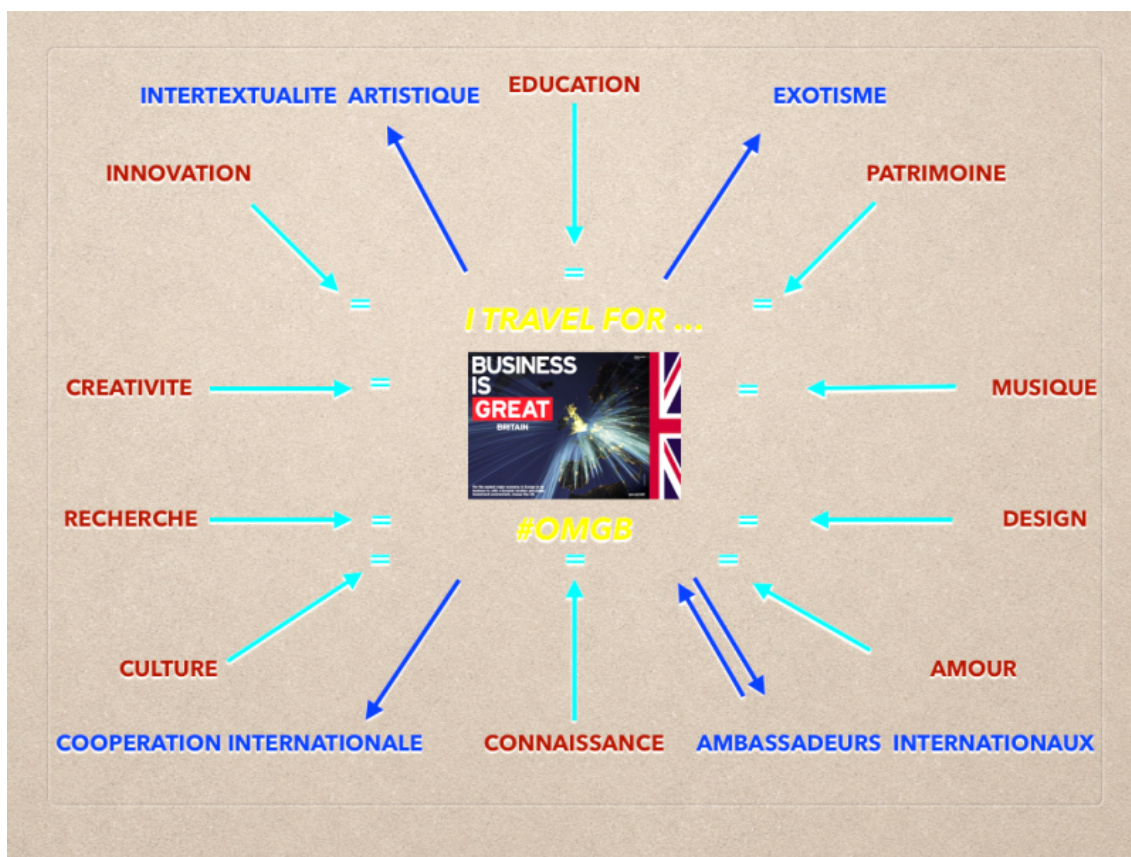 INTERTEXTUALITE ARTISTIQUE
EDUCATION
EXOTISME
INNOVATION
PATRIMOINE
=
=
=
I TRAVEL FOR ...
CREATIVITE
=
BUSINESS
IS
GREAT
BRITAIN
=
MUSIQUE
RECHERCHE
=
#OMGB
=
DESIGN
=
=
=
CULTURE
AMOUR
COOPERATION INTERNATIONALE
CONNAISSANCE
AMBASSADEURS INTERNATIONAUX